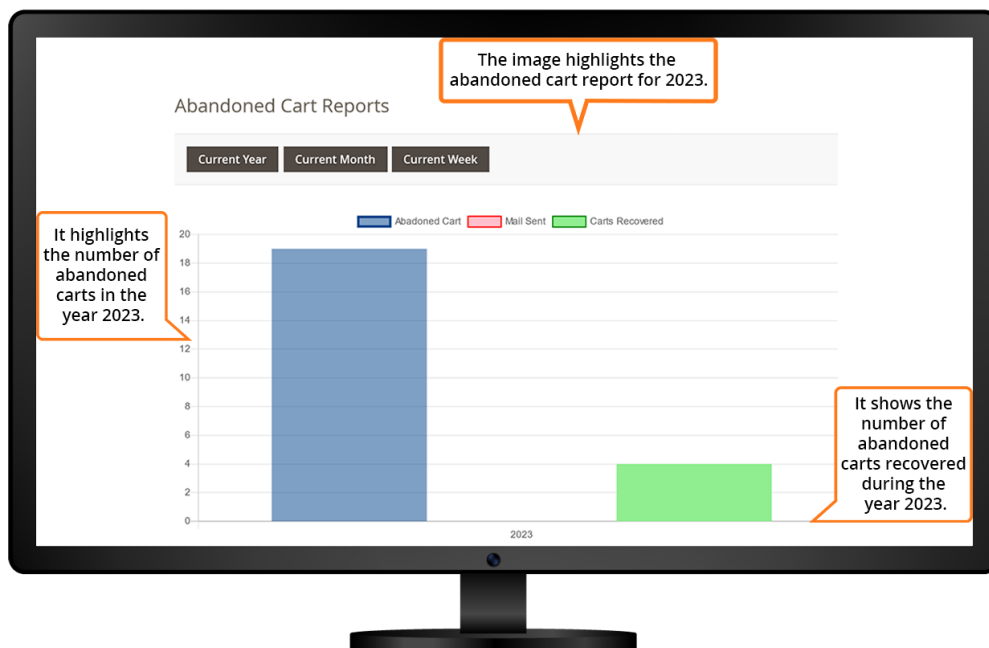 The image highlights the
abandoned cart report for 2023.
Abandoned Cart Reports
Current Year Current Month Current Week
Abadoned Cart Mail Sent Carts Recovered
It highlights
the number of
abandoned
carts in the
year 2023.
20
18
16
14
12
10
8
6
4
2
0
2023
It shows the
number of
abandoned
carts recovered
during the
year 2023.